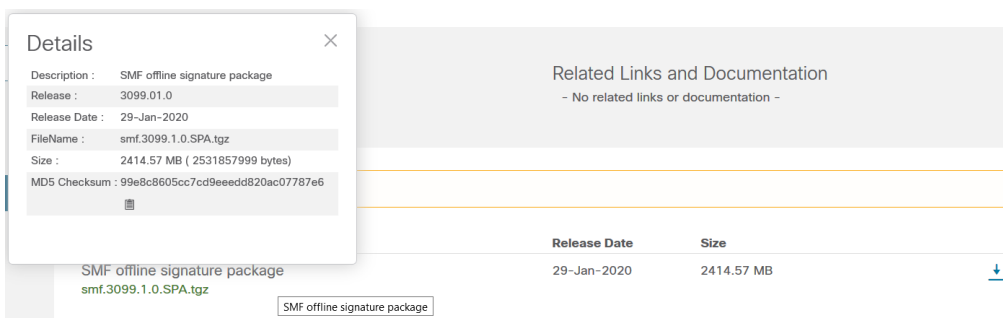 Details
Description : SMF offline signature package
Release : 3099.01.0
Release Date : 29-Jan-2020
FileName : smf.3099.1.0.SPA.tgz
Size : 2414.57 MB ( 2531857999 bytes)
MD5 Checksum : 99e8c8605cc7cd9eeedd820ac07787e6
Related Links and Documentation
- No related links or documentation -
Release Date Size
SMF offline signature package 29-Jan-2020 2414.57 MB
smf.3099.1.0.SPA.tgz
SMF offline signature package